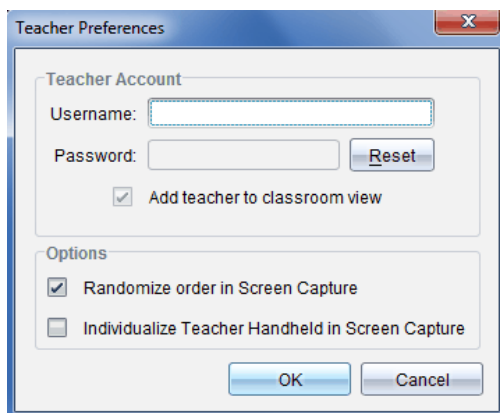 Teacher Preferences
Teacher Account
Username:
Password: Reset
Add teacher to classroom view
Options
Randomize order in Screen Capture
Individualize Teacher Handheld in Screen Capture
OK Cancel